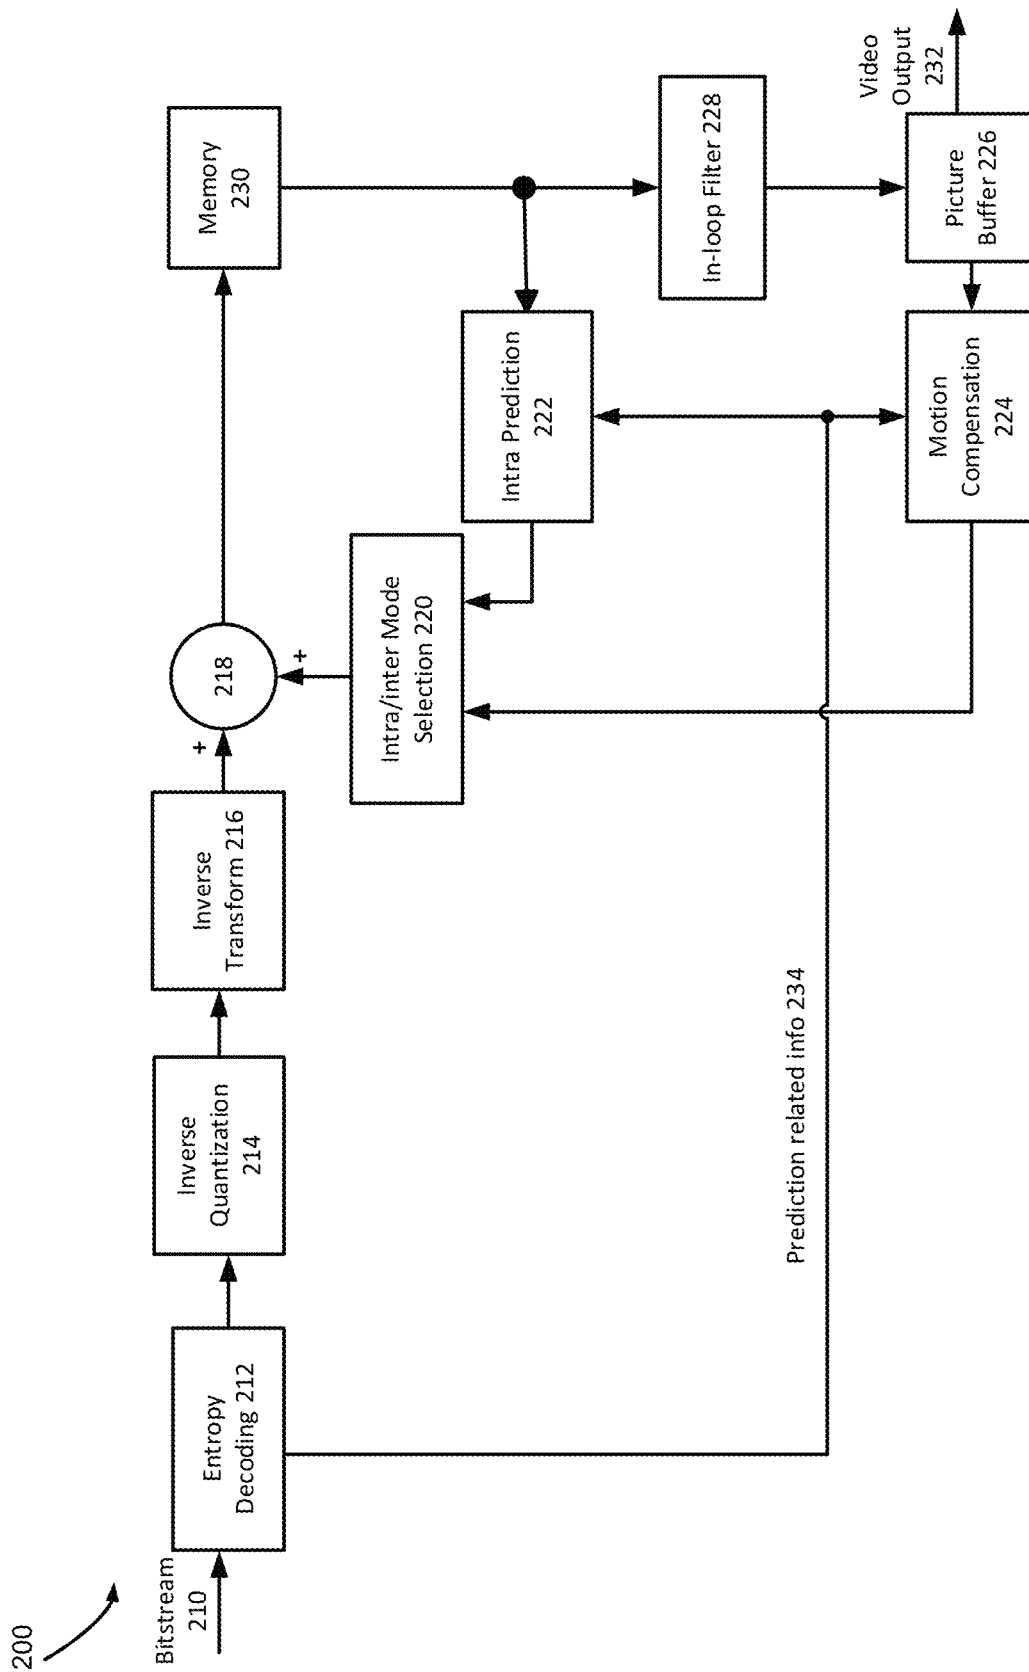 200
Bitstream
210
Entropy
Decoding 212
Inverse
Quantization
214
Inverse
Transform 216
+
218
+
Memory
230
Intra/inter Mode
Selection 220
Intra Prediction
222
In-loop Filter 228
Prediction related info 234
Motion
Compensation
224
Picture
Buffer 226
Video
Output
232